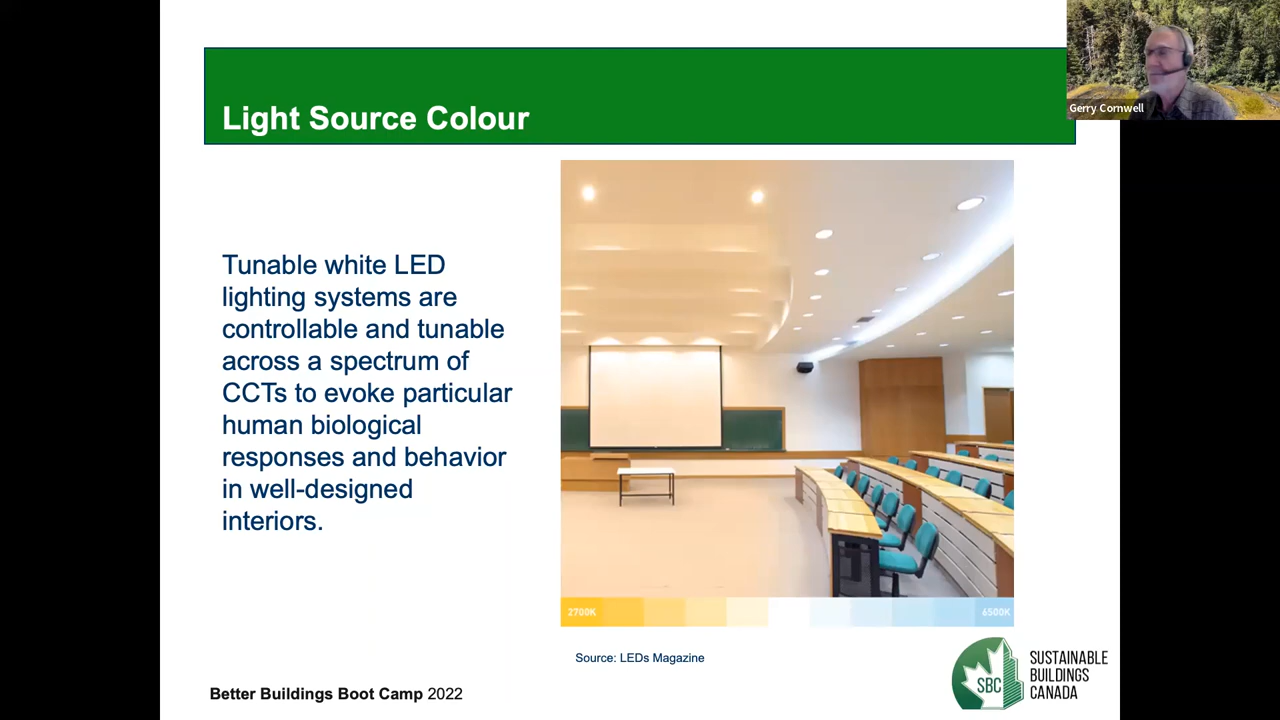 Light Source Colour
Gerry Cornwell
Tunable white LED
lighting systems are
controllable and tunable
across a spectrum of
CCTs to evoke particular
human biological
responses and behavior
in well-designed
interiors.
2700K
6500K
Source: LEDs Magazine
SBC
SUSTAINABLE
BUILDINGS
CANADA
Better Buildings Boot Camp 2022